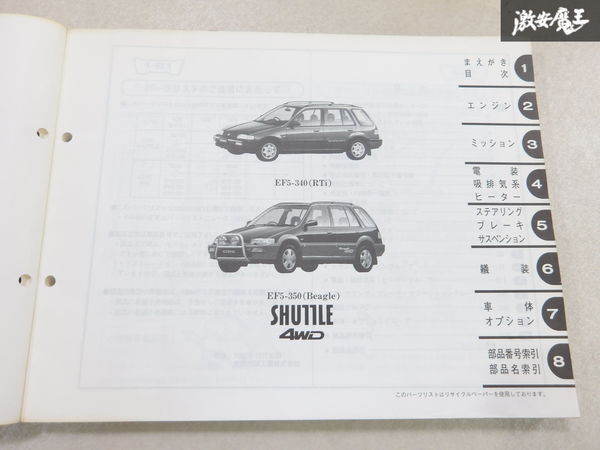 激安魔王
まえがき
目次
1
エンジン
2
ミッション
3
電装
吸排気系
ヒーター
4
ステアリング
ブレーキ
サスペンション
5
艤装
6
車体
オプション
7
部品番号索引
部品名索引
8
EF5-340(RTi)
EF5-350(Beagle)
SHUTTLE
4WD
このパーツリストはリサイクルペーパーを使用しております。